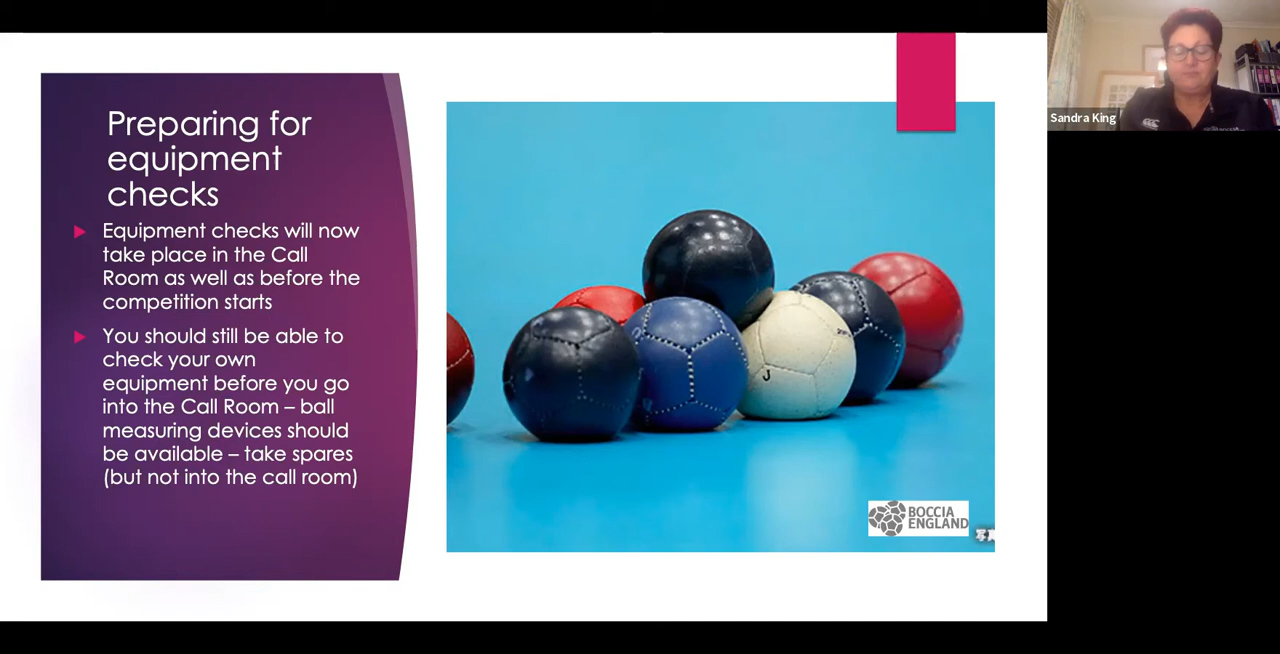 Preparing for
equipment
checks
Equipment checks will now
take place in the Call
Room as well as before the
competition starts
You should still be able to
check your own
equipment before you go
into the Call Room – ball
measuring devices should
be available – take spares
(but not into the call room)
J
BOCCIA
ENGLAND
Sandra King